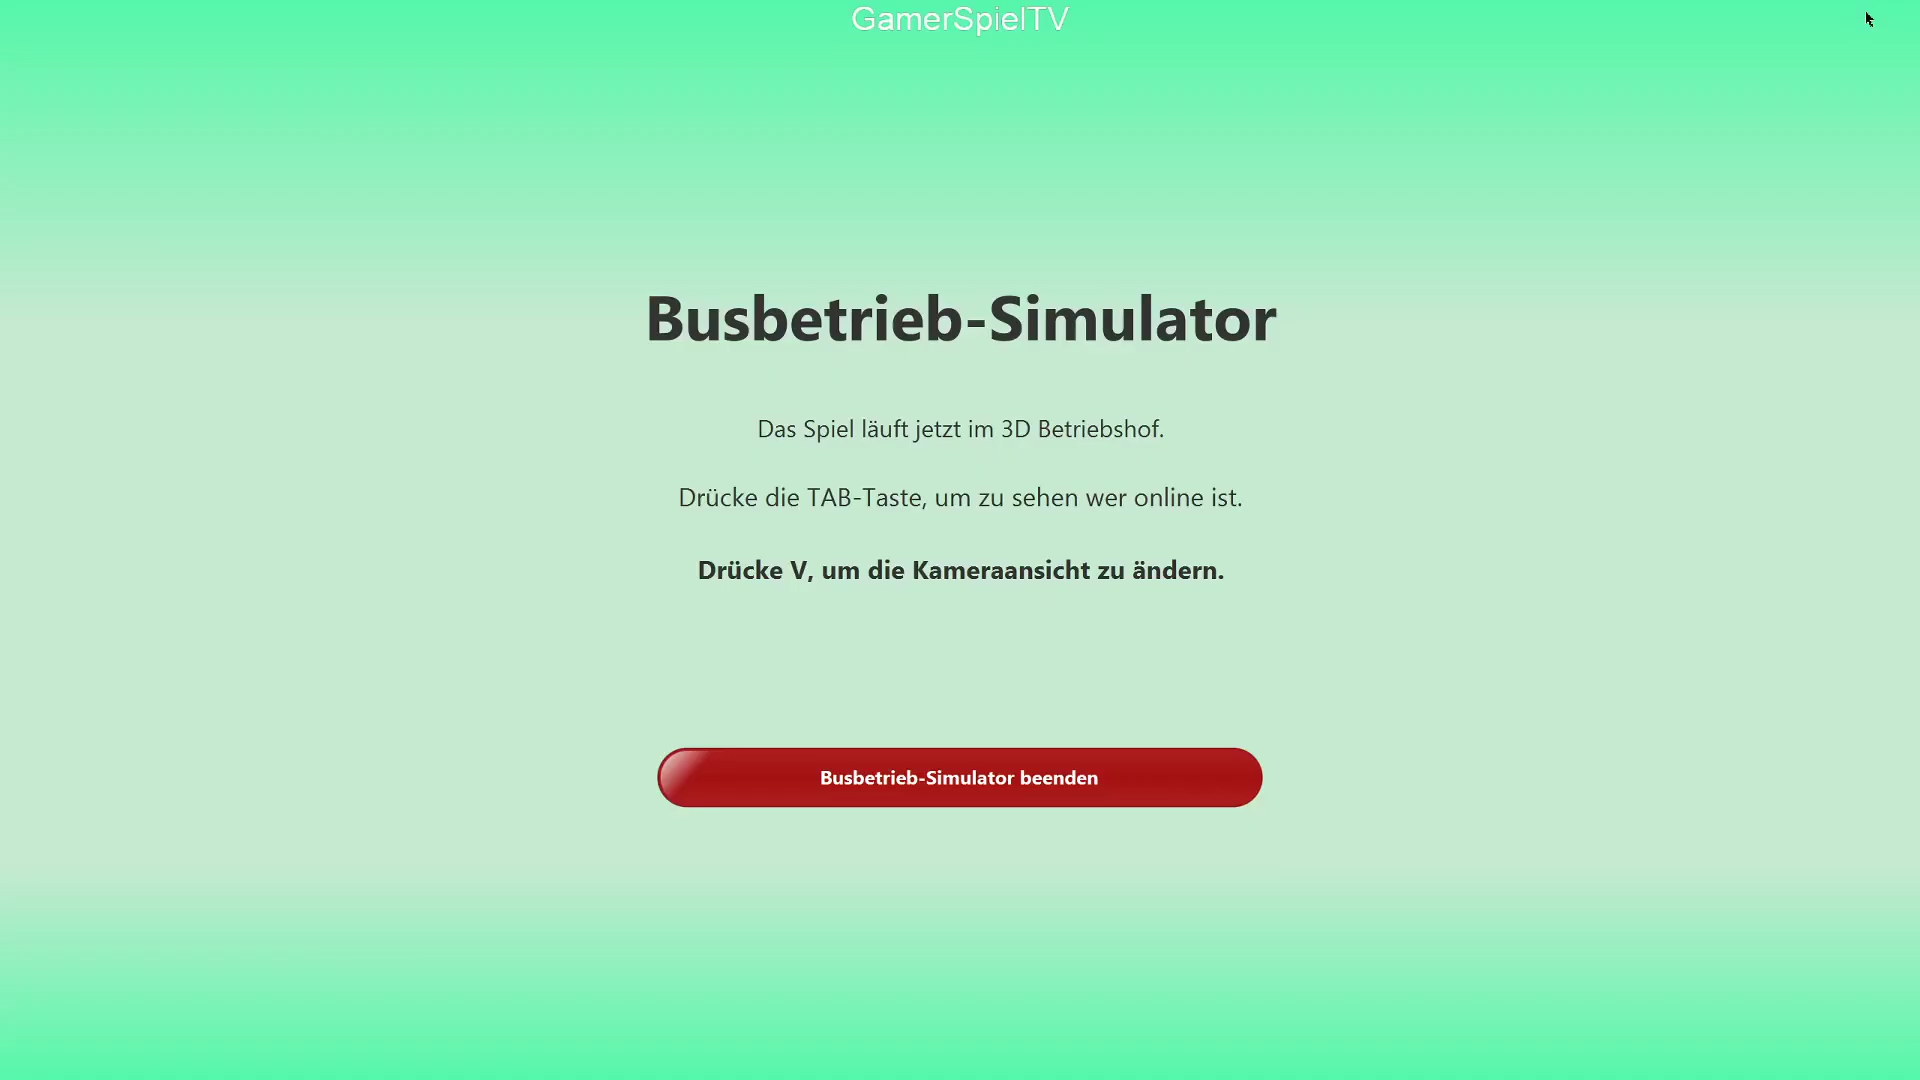 GamerSpielTV
Busbetrieb-Simulator
Das Spiel läuft jetzt im 3D Betriebshof.
Drücke die TAB-Taste, um zu sehen wer online ist.
Drücke V, um die Kameraansicht zu ändern.
Busbetrieb-Simulator beenden